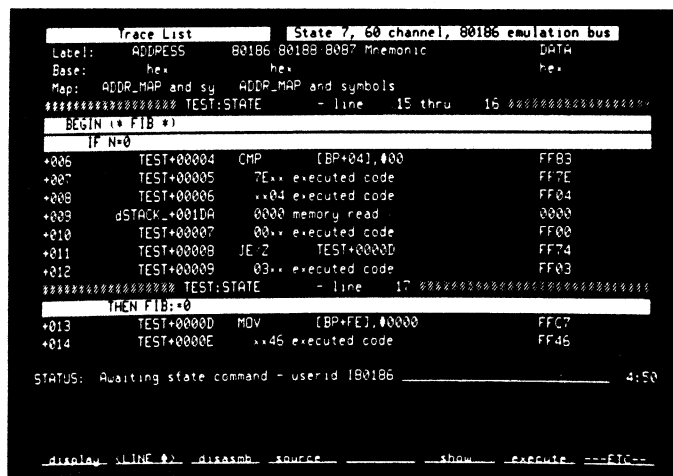 Trace List State 7, 60 channel, 80186 emulation bus
Label: ADDRESS 80186/80188/8087 Mnemonic DATA
Base: hex hex hex
Map: ADDR_MAP and sy ADDR_MAP and symbols
################## TEST:STATE - line 15 thru 16 ####################
BEGIN (* FIB *)
IF N=0
+006 TEST+00004 CMP [BP+04],#00 FF83
+007 TEST+00005 7Exx executed code FF7E
+008 TEST+00006 xx04 executed code FF04
+009 dSTACK_+001DA 0000 memory read 0000
+010 TEST+00007 00xx executed code FF00
+011 TEST+00008 JE/Z TEST+0000D FF74
+012 TEST+00009 03xx executed code FF03
################## TEST:STATE - line 17 ##############################
THEN FIB:=0
+013 TEST+0000D MOV [BP+FE],#0000 FFC7
+014 TEST+0000E xx46 executed code FF46
STATUS: Awaiting state command - userid I80186 4:50
display (LINE #) disasmb source show execute ---ETC--